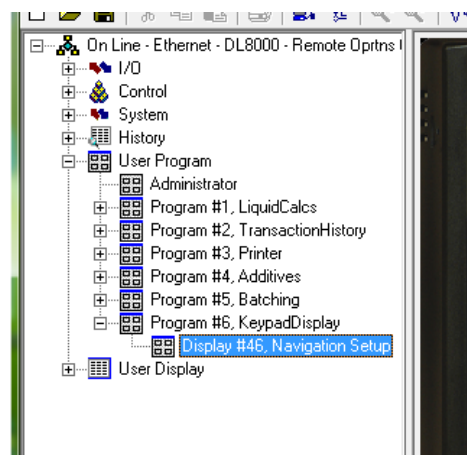 On Line - Ethernet - DL8000 - Remote Oprtns
I/O
Control
System
History
User Program
Administrator
Program #1, LiquidCalcs
Program #2, TransactionHistory
Program #3, Printer
Program #4, Additives
Program #5, Batching
Program #6, KeypadDisplay
Display #46, Navigation Setup
User Display